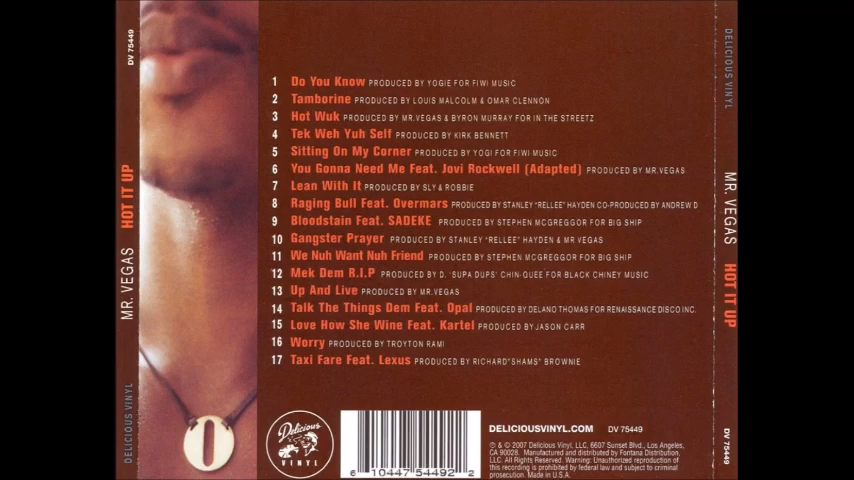 DV 75449
MR. VEGAS HOT IT UP
DELICIOUS VINYL
1 Do You Know PRODUCED BY YOGIE FOR FIWI MUSIC
2 Tamborine PRODUCED BY LOUIS MALCOLM & OMAR CLENNON
3 Hot Wuk PRODUCED BY MR.VEGAS & BYRON MURRAY FOR IN THE STREETZ
4 Tek Weh Yuh Self PRODUCED BY KIRK BENNETT
5 Sitting On My Corner PRODUCED BY YOGI FOR FIWI MUSIC
6 You Gonna Need Me Feat. Jovi Rockwell (Adapted) PRODUCED BY MR.VEGAS
7 Lean With It PRODUCED BY SLY & ROBBIE
8 Raging Bull Feat. Overmars PRODUCED BY STANLEY "RELLEE" HAYDEN CO-PRODUCED BY ANDREW D
9 Bloodstain Feat. SADEKE PRODUCED BY STEPHEN MCGREGGOR FOR BIG SHIP
10 Gangster Prayer PRODUCED BY STANLEY "RELLEE" HAYDEN & MR VEGAS
11 We Nuh Want Nuh Friend PRODUCED BY STEPHEN MCGREGGOR FOR BIG SHIP
12 Mek Dem R.I.P PRODUCED BY D. 'SUPA DUPS' CHIN-QUEE FOR BLACK CHINEY MUSIC
13 Up And Live PRODUCED BY MR.VEGAS
14 Talk The Things Dem Feat. Opal PRODUCED BY DELANO THOMAS FOR RENAISSANCE DISCO INC.
15 Love How She Wine Feat. Kartel PRODUCED BY JASON CARR
16 Worry PRODUCED BY TROYTON RAMI
17 Taxi Fare Feat. Lexus PRODUCED BY RICHARD"SHAMS" BROWNIE
Delicious
VINYL
6 10447 54492 2
DELICIOUSVINYL.COM DV 75449
℗ & © 2007 Delicious Vinyl, LLC, 6607 Sunset Blvd., Los Angeles,
CA 90028. Manufactured and distributed by Fontana Distribution,
LLC. All Rights Reserved. Warning: Unauthorized reproduction of
this recording is prohibited by federal law and subject to criminal
prosecution. Made in U.S.A.
DELICIOUS VINYL
MR. VEGAS HOT IT UP
DV 75449